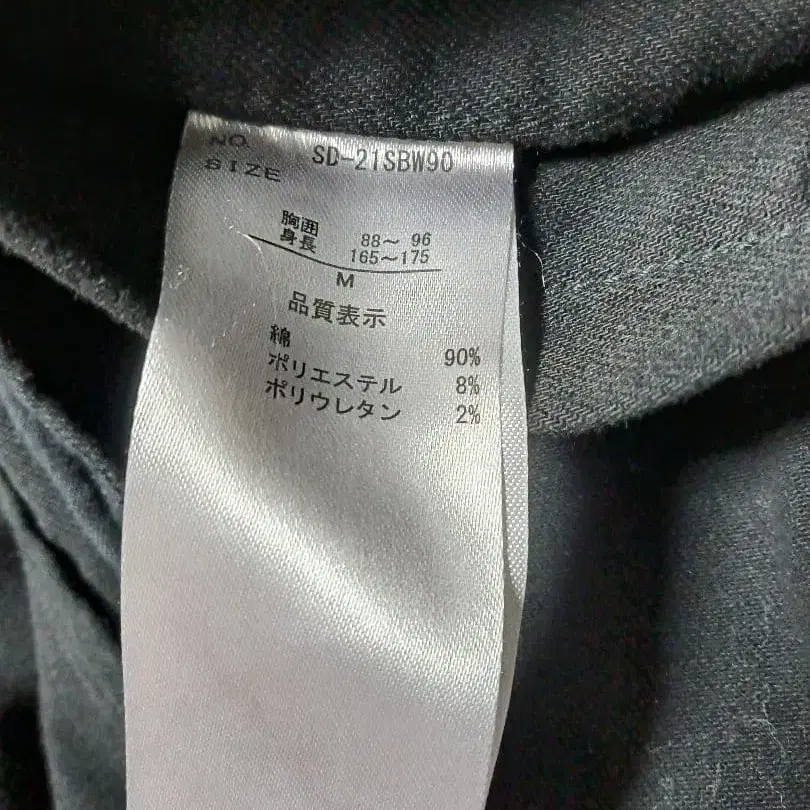 NO. SD-21SBW90
SIZE
胸囲 88～ 96
身長 165～175
M
品質表示
綿 90%
ポリエステル 8%
ポリウレタン 2%